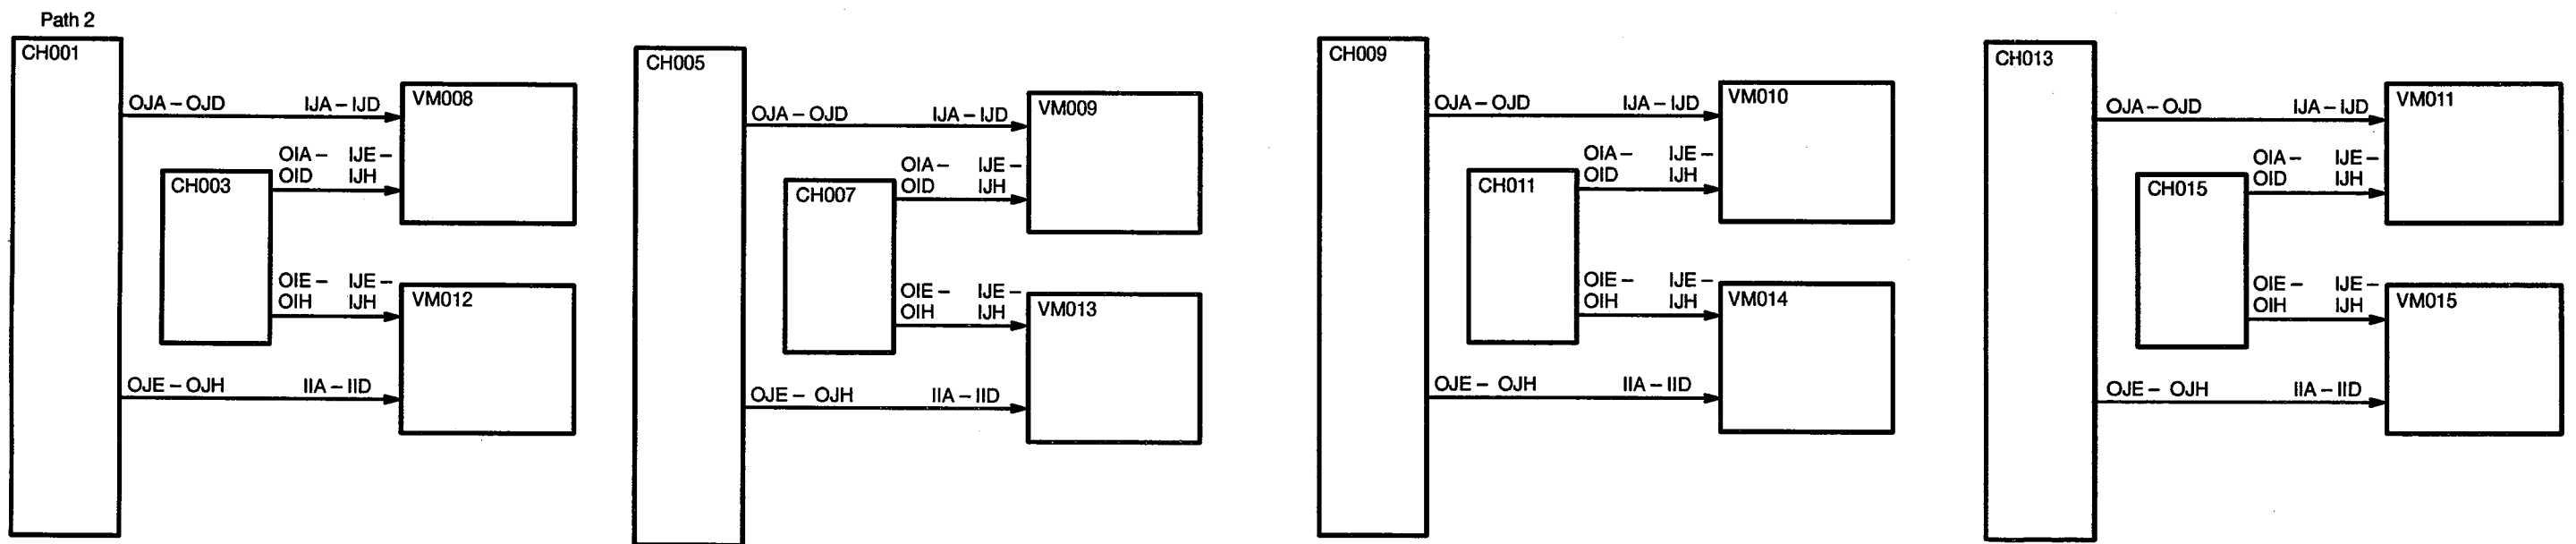 Path 2
CH001
OJA – OJD IJA – IJD
VM008
CH003
OIA – IJE –
OID IJH
OIE – IJE –
OIH IJH
VM012
OJE – OJH IIA – IID
CH005
OJA – OJD IJA – IJD
VM009
CH007
OIA – IJE –
OID IJH
OIE – IJE –
OIH IJH
VM013
OJE – OJH IIA – IID
CH009
OJA – OJD IJA – IJD
VM010
CH011
OIA – IJE –
OID IJH
OIE – IJE –
OIH IJH
VM014
OJE – OJH IIA – IID
CH013
OJA – OJD IJA – IJD
VM011
CH015
OIA – IJE –
OID IJH
OIE – IJE –
OIH IJH
VM015
OJE – OJH IIA – IID